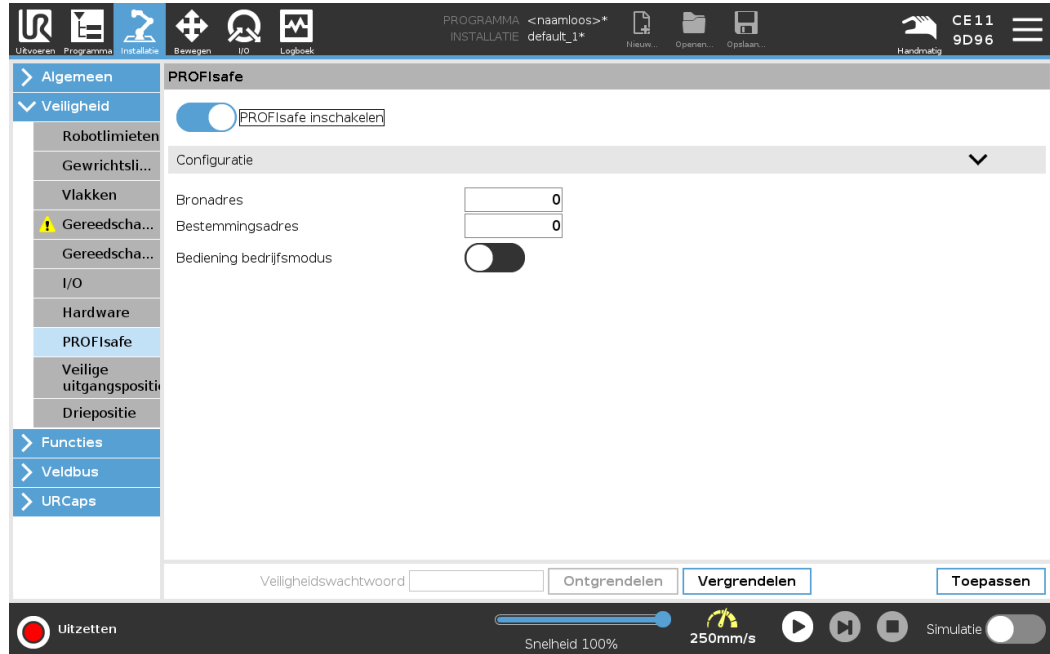 UR
PROGRAMMA <naamloos>*
INSTALLATIE default_1*
CE11
9D96
Uitvoeren Programma Installatie Bewegen I/O Logboek Nieuw... Openen... Opslaan... Handmatig
Algemeen
Veiligheid
Robotlimieten
Gewrichtsli...
Vlakken
Gereedscha...
Gereedscha...
I/O
Hardware
PROFIsafe
Veilige
uitgangspositi
Driepositie
Functies
Veldbus
URCaps
PROFIsafe
PROFIsafe inschakelen
Configuratie
Bronadres 0
Bestemmingsadres 0
Bediening bedrijfsmodus
Veiligheidswachtwoord Ontgrendelen Vergrendelen Toepassen
Uitzetten
Snelheid 100%
250mm/s
Simulatie